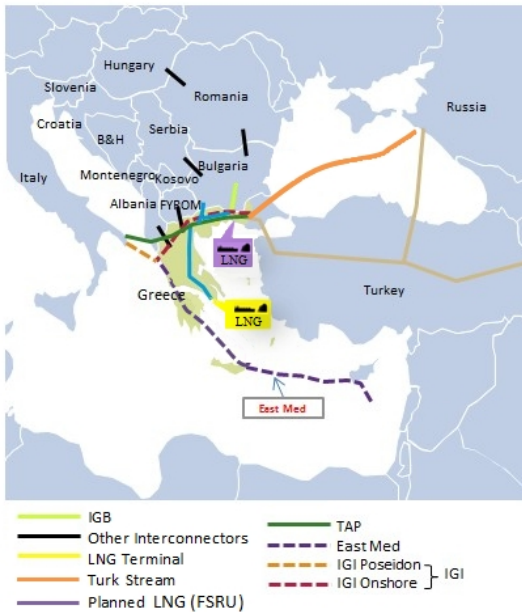 Hungary
Slovenia
Romania
Russia
Croatia
Serbia
B&H
Italy
Bulgaria
Montenegro
Kosovo
Albania
FYROM
LNG
Turkey
Greece
LNG
East Med
IGB
Other Interconnectors
LNG Terminal
Turk Stream
Planned LNG (FSRU)
TAP
East Med
IGI Poseidon
IGI Onshore
IGI